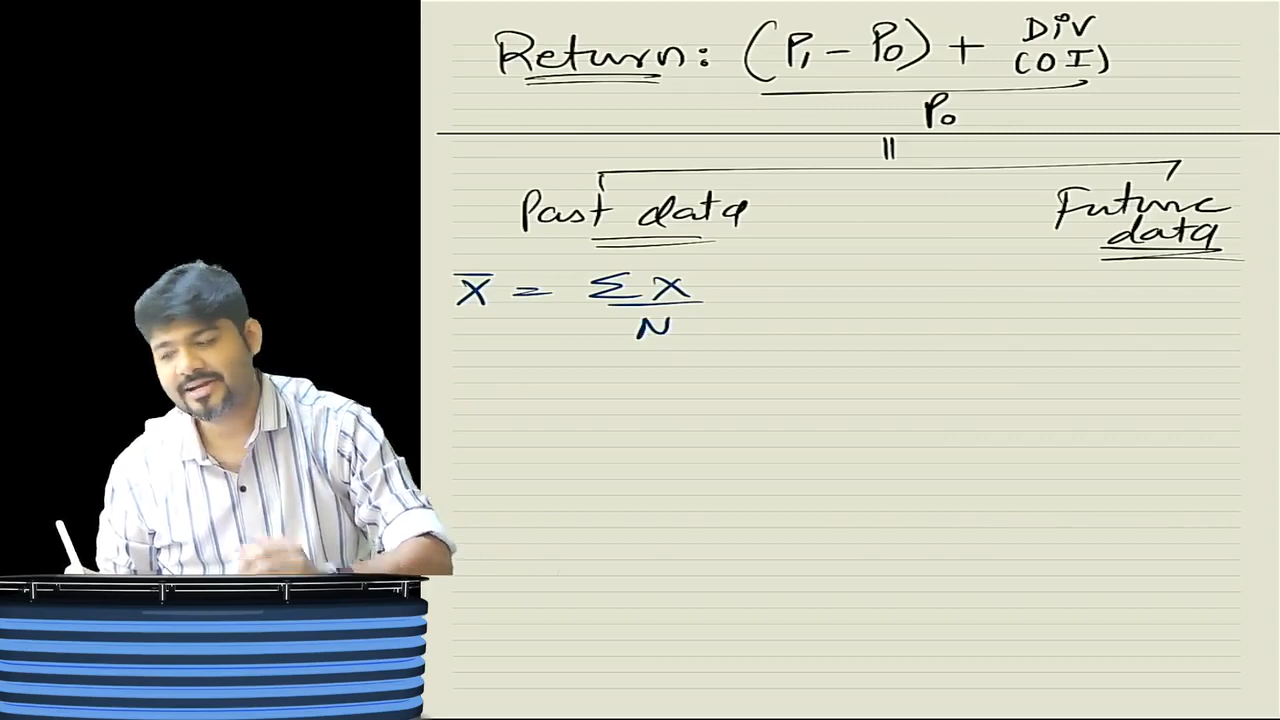 Return: (P₁ - P₀) + Div (OI)
P₀
||
Past data
Future data
X̅ = ΣX
N